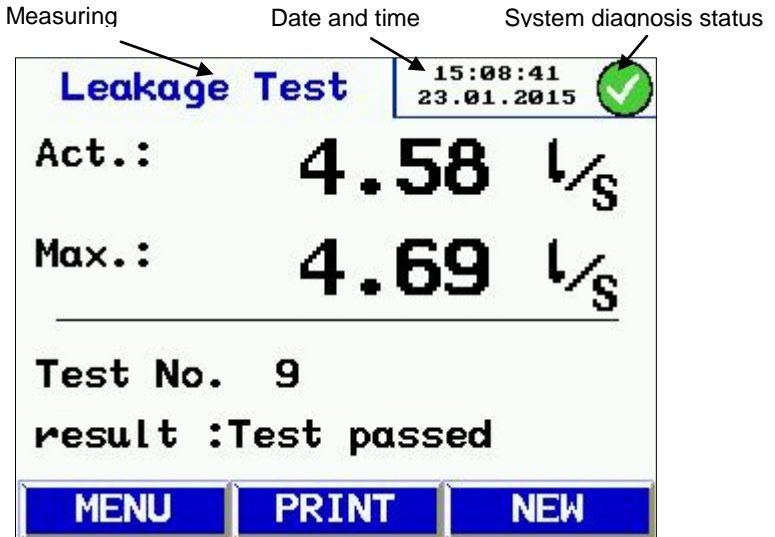 Measuring Date and time System diagnosis status
Leakage Test 15:08:41
23.01.2015
Act.: 4.58 l/s
Max.: 4.69 l/s
Test No. 9
result :Test passed
MENU PRINT NEW